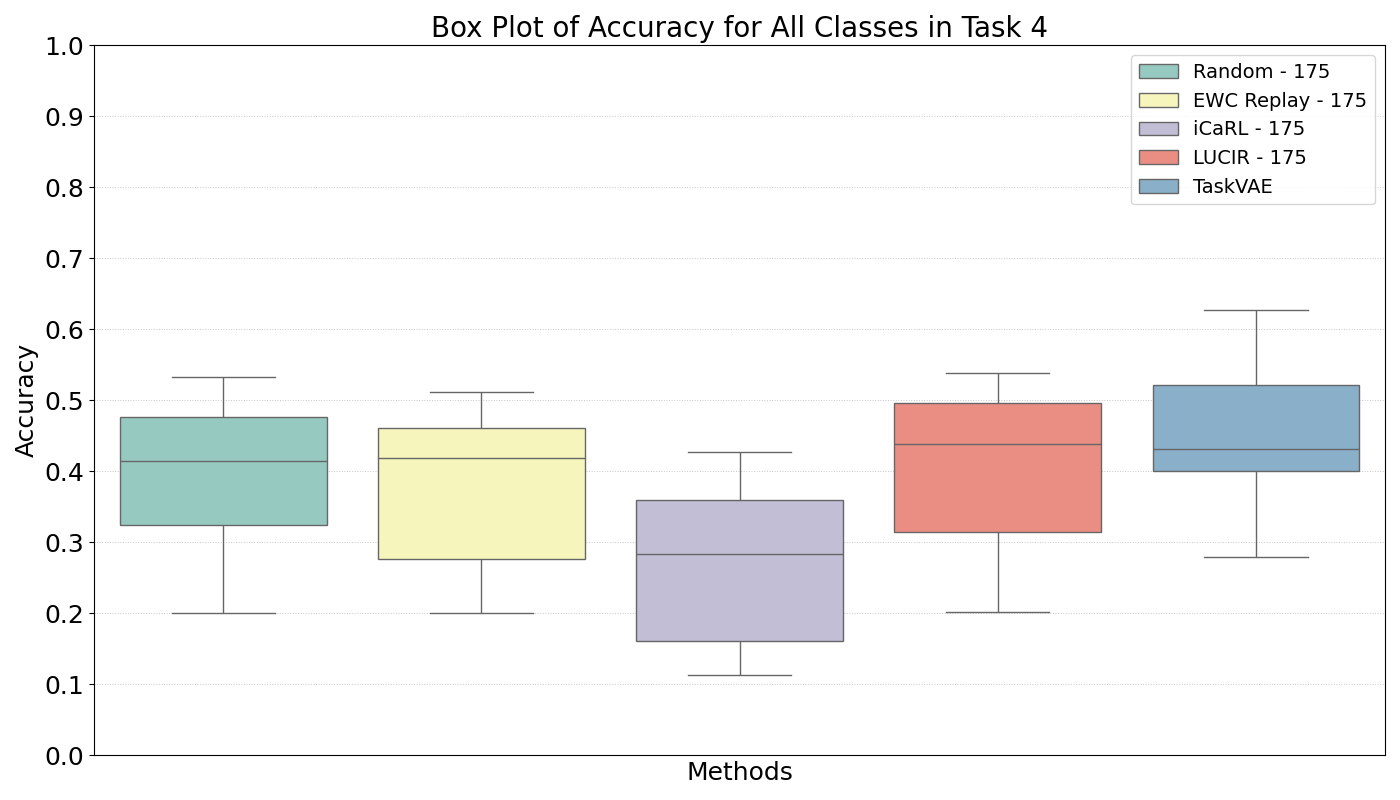 Box Plot of Accuracy for All Classes in Task 4
1.0
0.9
0.8
0.7
0.6
0.5
0.4
0.3
0.2
0.1
0.0
Accuracy
Methods
Random - 175
EWC Replay - 175
iCaRL - 175
LUCIR - 175
TaskVAE